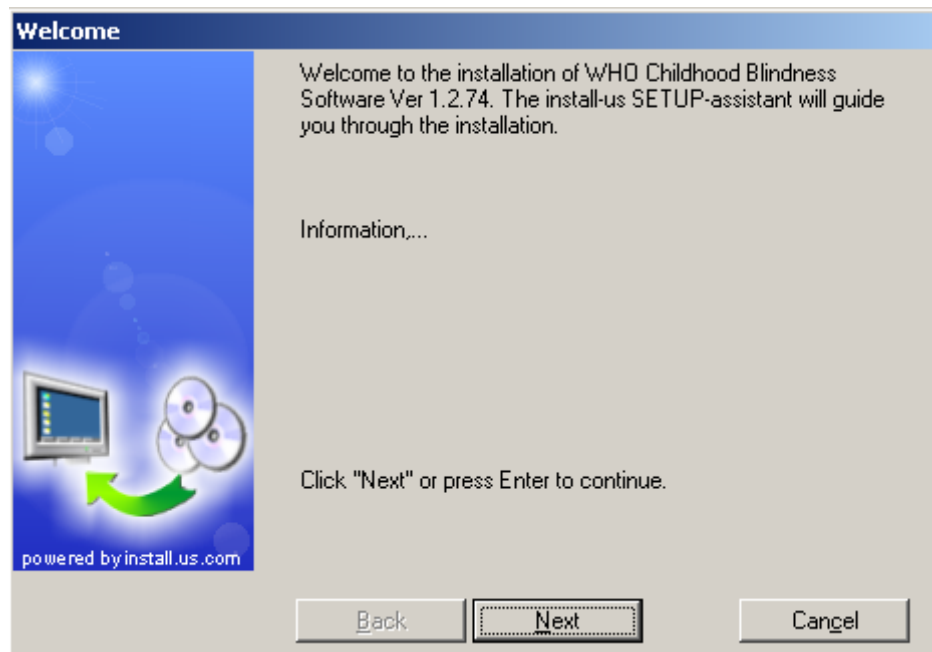 Welcome
Welcome to the installation of WHO Childhood Blindness
Software Ver 1.2.74. The install-us SETUP-assistant will guide
you through the installation.
Information,...
Click "Next" or press Enter to continue.
powered by install.us.com
Back
Next
Cancel